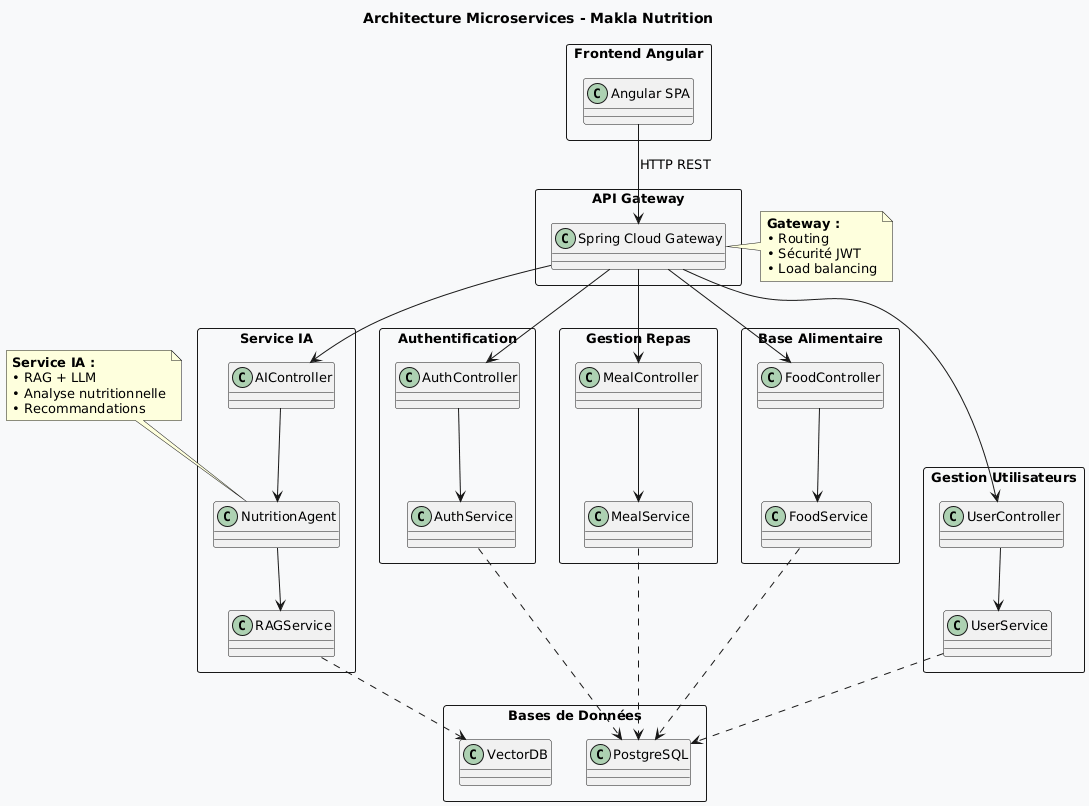 Architecture Microservices - Makla Nutrition
Frontend Angular
C Angular SPA
HTTP REST
API Gateway
C Spring Cloud Gateway
Gateway :
• Routing
• Sécurité JWT
• Load balancing
Service IA
Authentification
Gestion Repas
Base Alimentaire
Service IA :
• RAG + LLM
• Analyse nutritionnelle
• Recommandations
C AIController
C AuthController
C MealController
C FoodController
Gestion Utilisateurs
C NutritionAgent
C AuthService
C MealService
C FoodService
C UserController
C RAGService
C UserService
Bases de Données
C VectorDB
C PostgreSQL